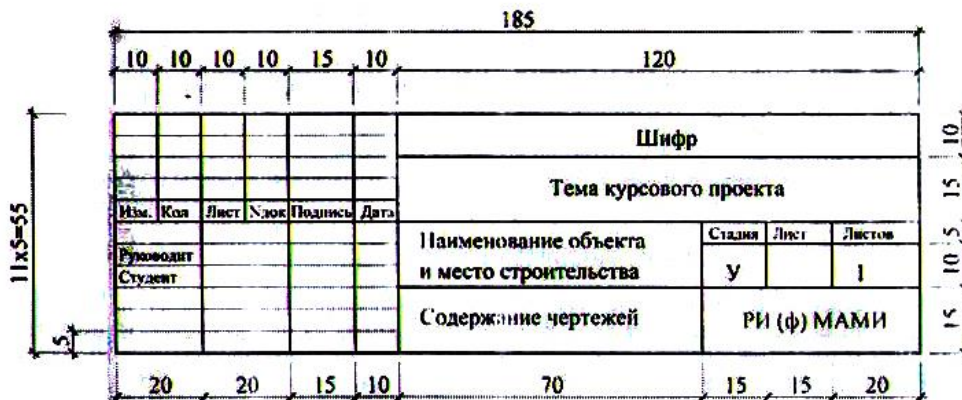 185
10 10 10 10 15 10 120
Шифр
10
Тема курсового проекта
15
Изм. Кол Лист Nдок Подпись Дата
11x5=55
Наименование объекта
и место строительства
Стадия Лист Листов
5
Руководит
Студент
У 1
10
Содержание чертежей
РИ (ф) МАМИ
15
5
20 20 15 10 70 15 15 20